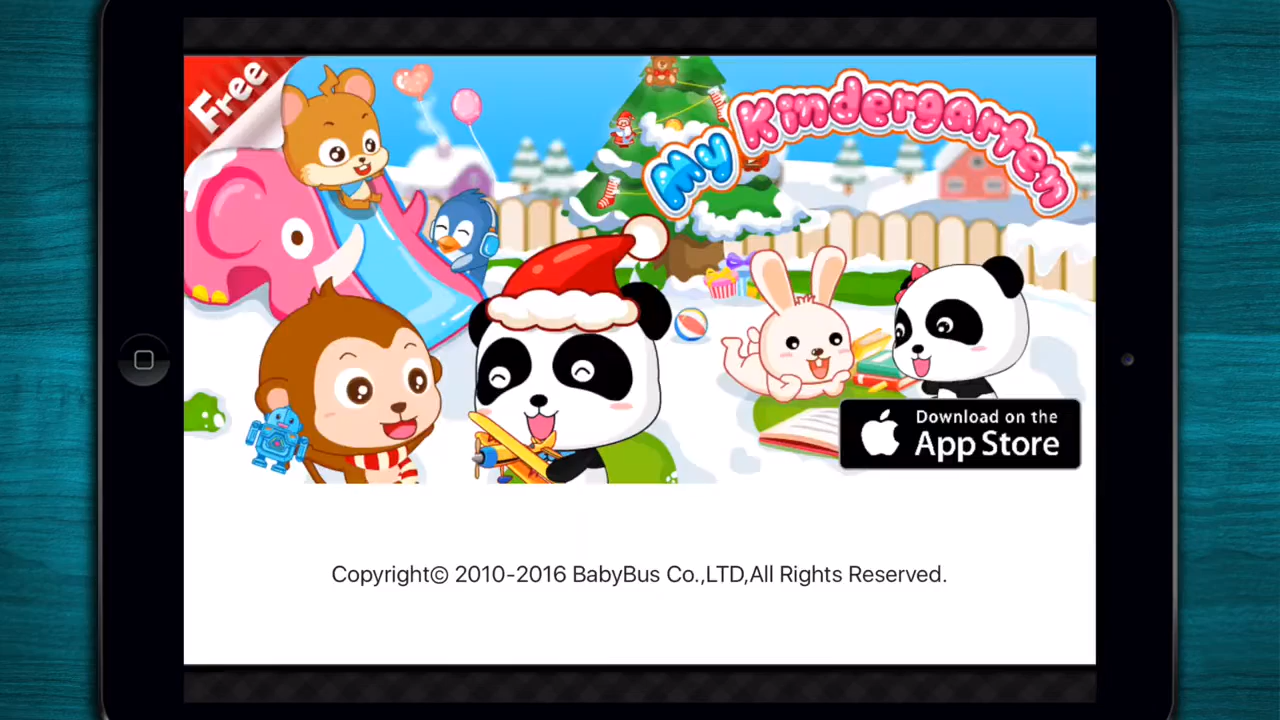 Free
My Kindergarten
Download on the
App Store
Copyright© 2010-2016 BabyBus Co.,LTD,All Rights Reserved.